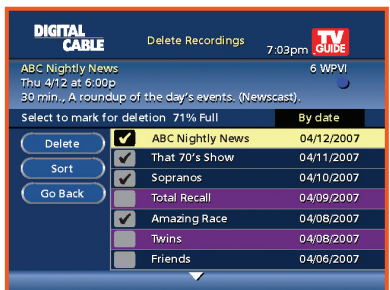 DIGITAL
CABLE
Delete Recordings
7:03pm
TV
GUIDE
ABC Nightly News
6 WPVI
Thu 4/12 at 6:00p
30 min., A roundup of the day's events. (Newscast).
Select to mark for deletion 71% Full
By date
Delete
Sort
Go Back
ABC Nightly News 04/12/2007
That 70's Show 04/11/2007
Sopranos 04/10/2007
Total Recall 04/09/2007
Amazing Race 04/08/2007
Twins 04/08/2007
Friends 04/06/2007